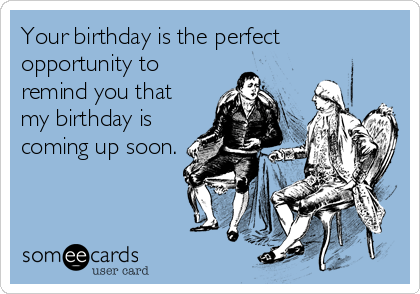 Your birthday is the perfect
opportunity to
remind you that
my birthday is
coming up soon.
someecards
user card